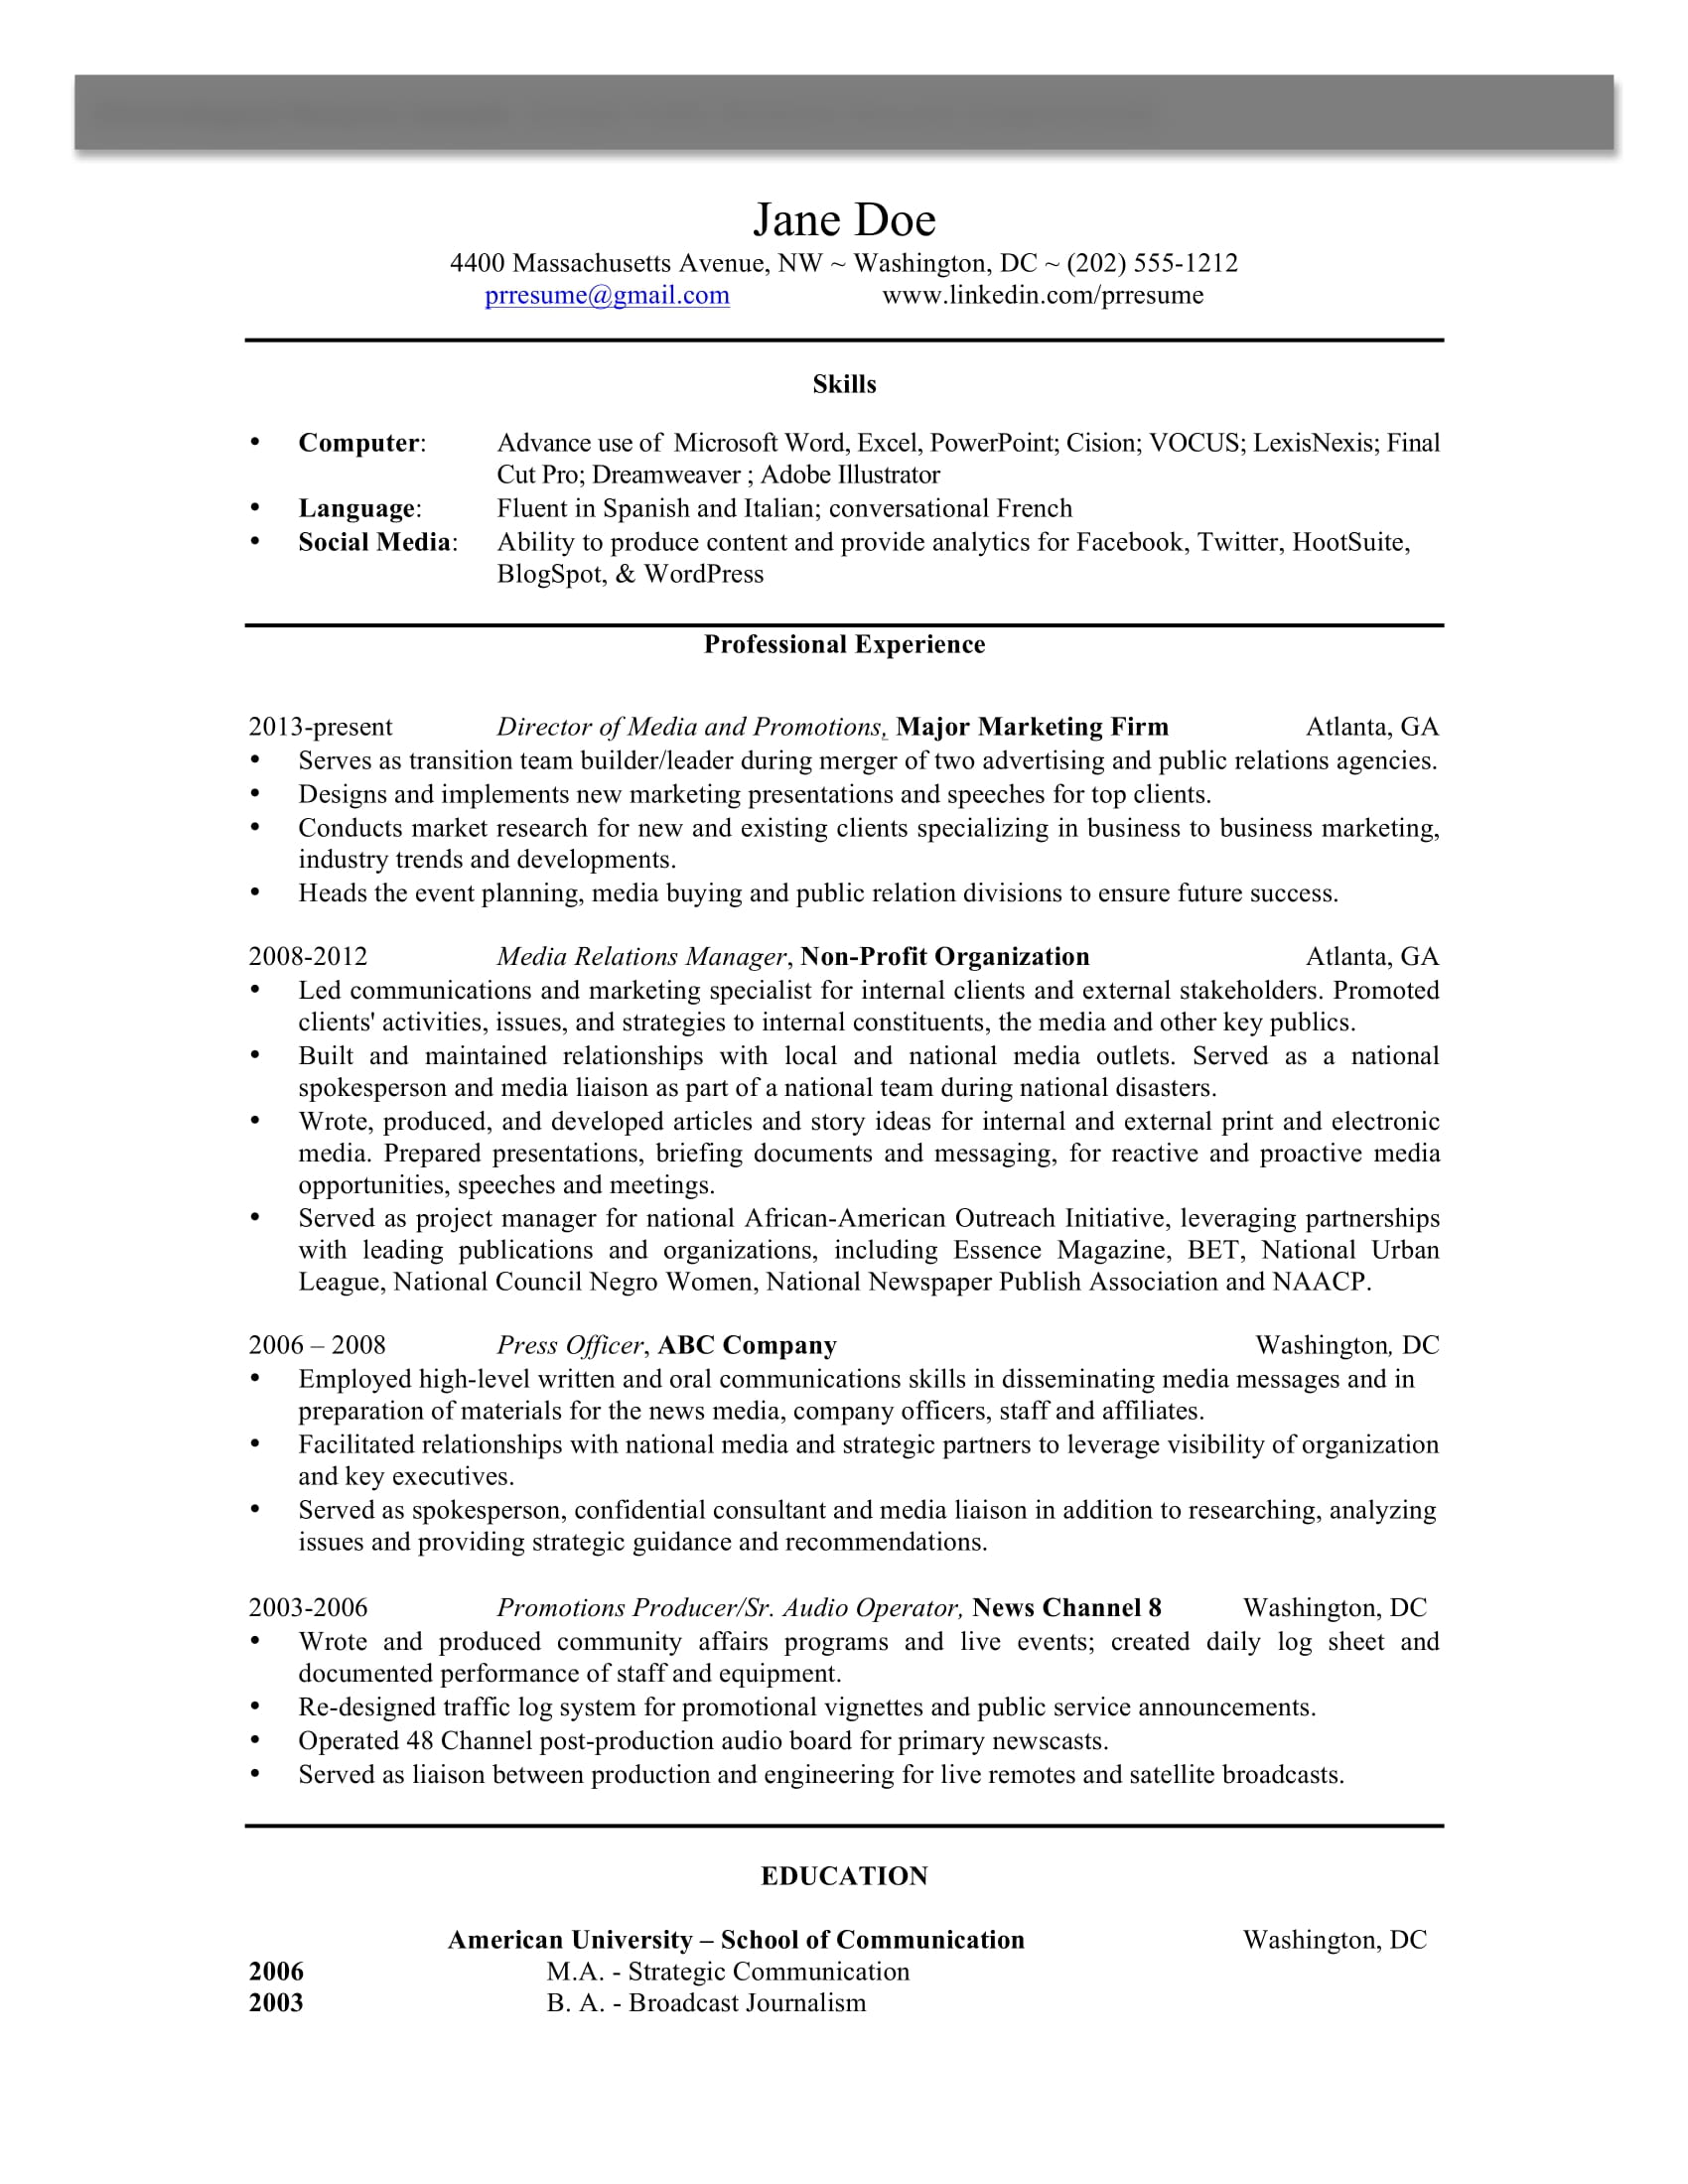 Jane Doe
4400 Massachusetts Avenue, NW ~ Washington, DC ~ (202) 555-1212
prresume@gmail.com www.linkedin.com/prresume
Skills
• Computer: Advance use of Microsoft Word, Excel, PowerPoint; Cision; VOCUS; LexisNexis; Final
Cut Pro; Dreamweaver ; Adobe Illustrator
• Language: Fluent in Spanish and Italian; conversational French
• Social Media: Ability to produce content and provide analytics for Facebook, Twitter, HootSuite,
BlogSpot, & WordPress
Professional Experience
2013-present Director of Media and Promotions, Major Marketing Firm Atlanta, GA
• Serves as transition team builder/leader during merger of two advertising and public relations agencies.
• Designs and implements new marketing presentations and speeches for top clients.
• Conducts market research for new and existing clients specializing in business to business marketing,
industry trends and developments.
• Heads the event planning, media buying and public relation divisions to ensure future success.
2008-2012 Media Relations Manager, Non-Profit Organization Atlanta, GA
• Led communications and marketing specialist for internal clients and external stakeholders. Promoted
clients' activities, issues, and strategies to internal constituents, the media and other key publics.
• Built and maintained relationships with local and national media outlets. Served as a national
spokesperson and media liaison as part of a national team during national disasters.
• Wrote, produced, and developed articles and story ideas for internal and external print and electronic
media. Prepared presentations, briefing documents and messaging, for reactive and proactive media
opportunities, speeches and meetings.
• Served as project manager for national African-American Outreach Initiative, leveraging partnerships
with leading publications and organizations, including Essence Magazine, BET, National Urban
League, National Council Negro Women, National Newspaper Publish Association and NAACP.
2006 – 2008 Press Officer, ABC Company Washington, DC
• Employed high-level written and oral communications skills in disseminating media messages and in
preparation of materials for the news media, company officers, staff and affiliates.
• Facilitated relationships with national media and strategic partners to leverage visibility of organization
and key executives.
• Served as spokesperson, confidential consultant and media liaison in addition to researching, analyzing
issues and providing strategic guidance and recommendations.
2003-2006 Promotions Producer/Sr. Audio Operator, News Channel 8 Washington, DC
• Wrote and produced community affairs programs and live events; created daily log sheet and
documented performance of staff and equipment.
• Re-designed traffic log system for promotional vignettes and public service announcements.
• Operated 48 Channel post-production audio board for primary newscasts.
• Served as liaison between production and engineering for live remotes and satellite broadcasts.
EDUCATION
American University – School of Communication Washington, DC
2006 M.A. - Strategic Communication
2003 B. A. - Broadcast Journalism